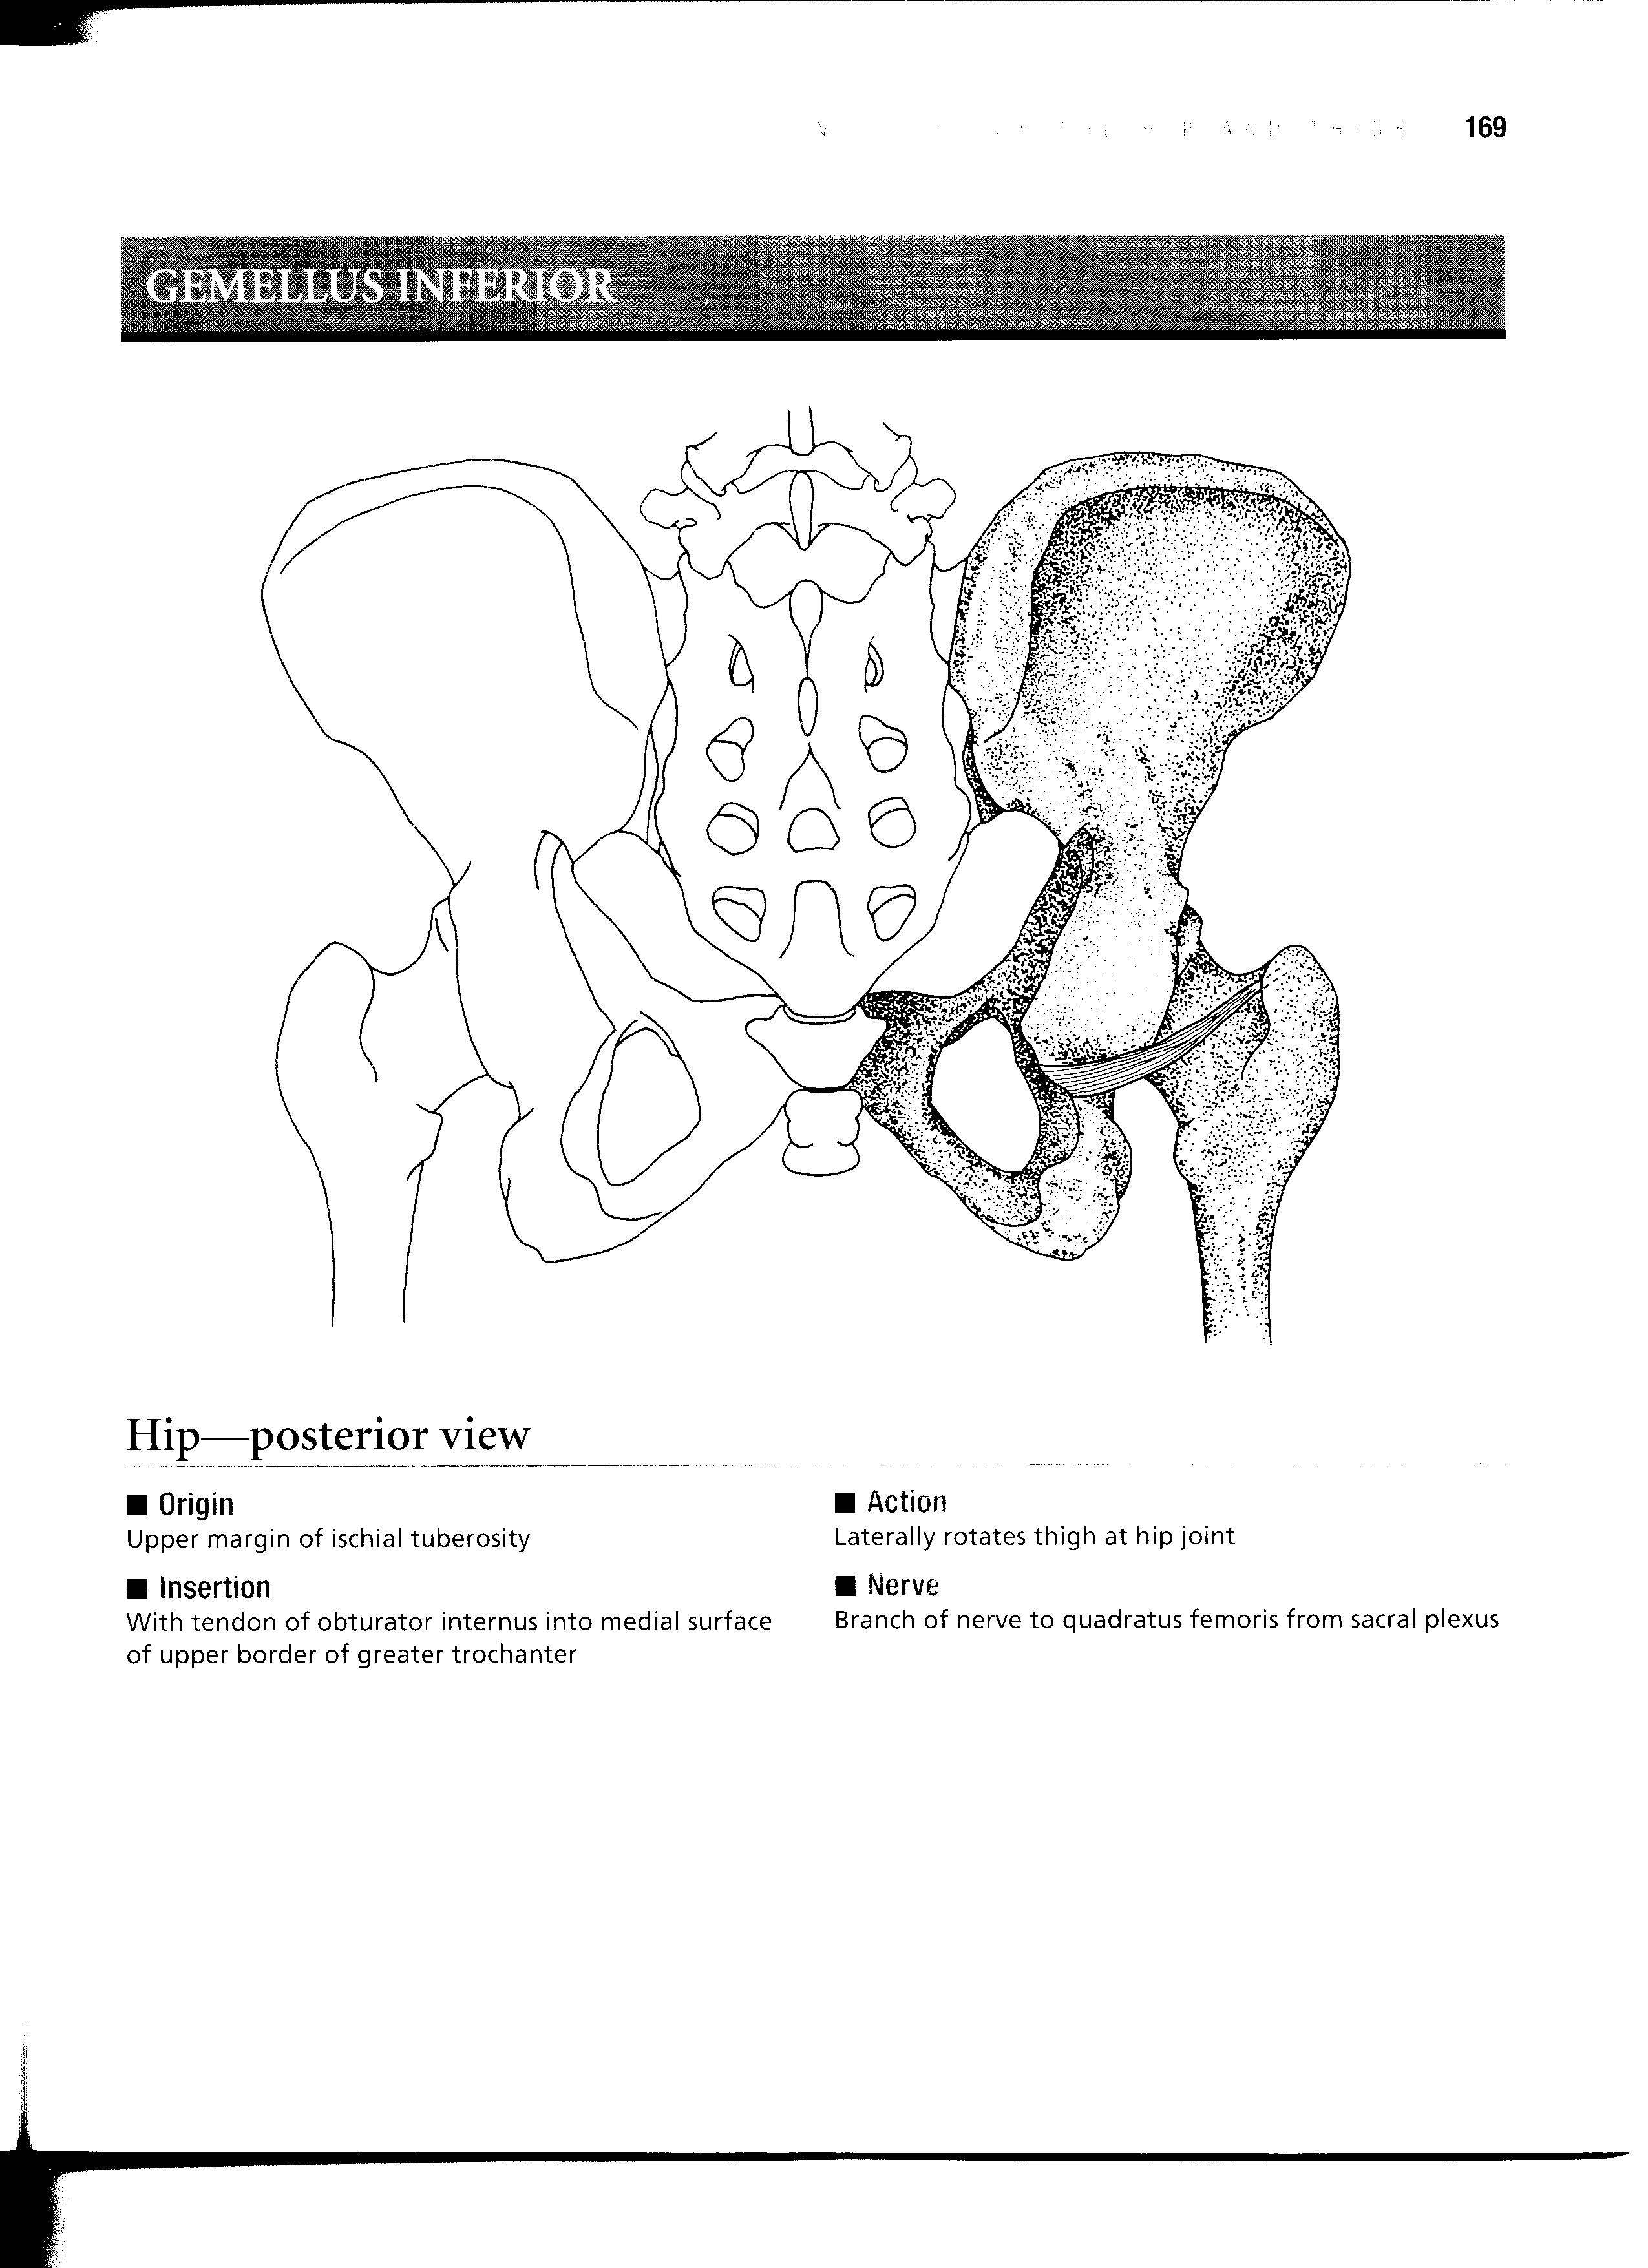 169
GEMELLUS INFERIOR
Hip—posterior view
■ Origin
Upper margin of ischial tuberosity
■ Insertion
With tendon of obturator internus into medial surface
of upper border of greater trochanter
■ Action
Laterally rotates thigh at hip joint
■ Nerve
Branch of nerve to quadratus femoris from sacral plexus